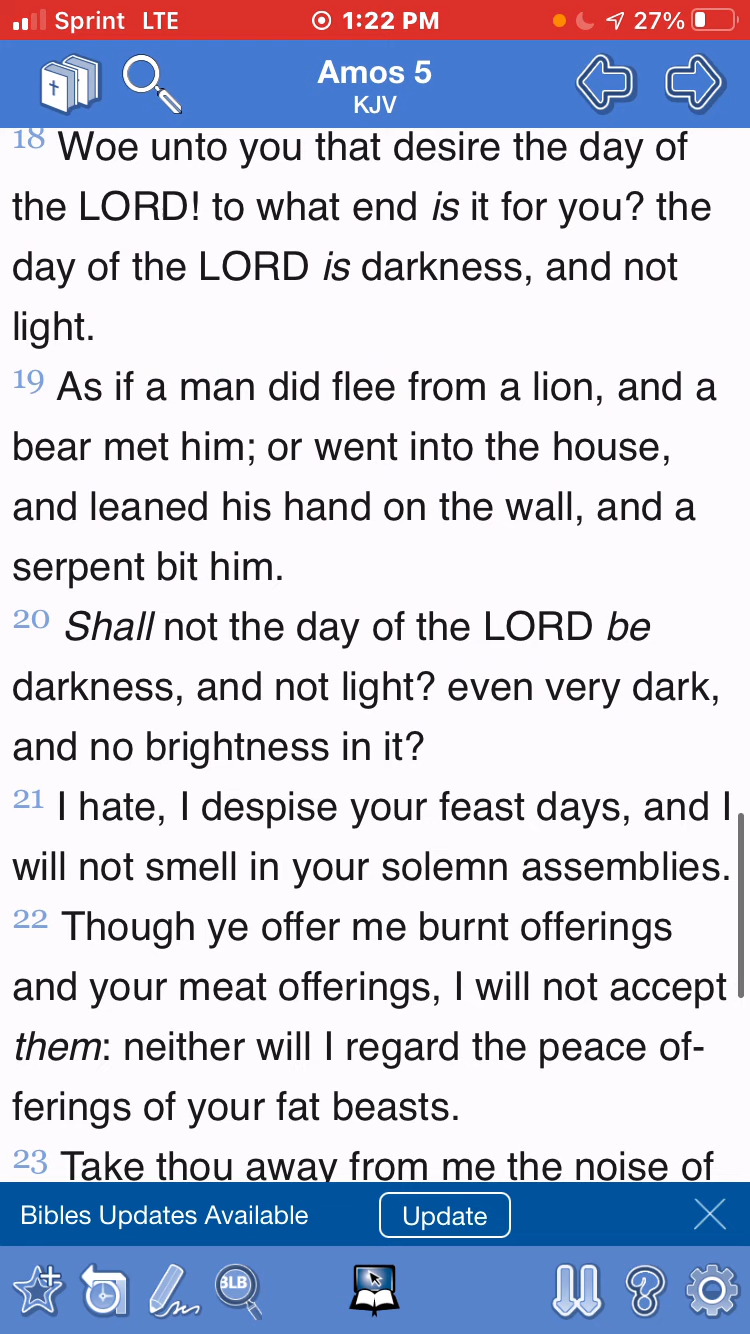 Sprint LTE 1:22 PM 27%
Amos 5
KJV
18 Woe unto you that desire the day of
the LORD! to what end is it for you? the
day of the LORD is darkness, and not
light.
19 As if a man did flee from a lion, and a
bear met him; or went into the house,
and leaned his hand on the wall, and a
serpent bit him.
20 Shall not the day of the LORD be
darkness, and not light? even very dark,
and no brightness in it?
21 I hate, I despise your feast days, and I
will not smell in your solemn assemblies.
22 Though ye offer me burnt offerings
and your meat offerings, I will not accept
them: neither will I regard the peace of-
ferings of your fat beasts.
23 Take thou away from me the noise of
Bibles Updates Available Update
BLB